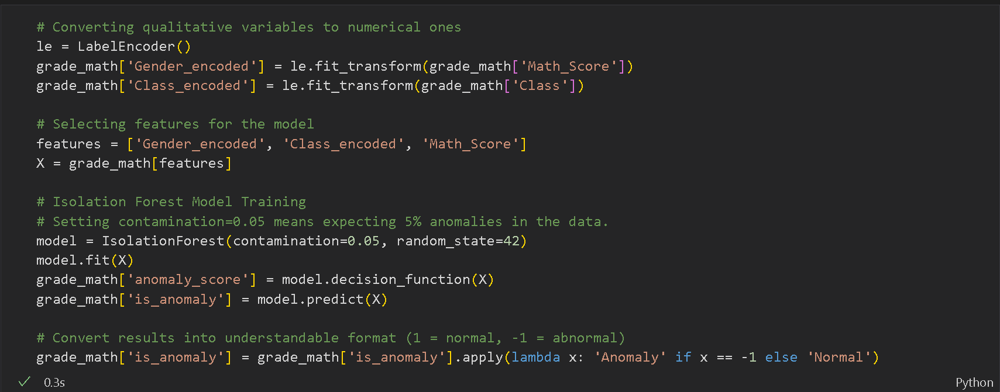 # Converting qualitative variables to numerical ones
le = LabelEncoder()
grade_math['Gender_encoded'] = le.fit_transform(grade_math['Math_Score'])
grade_math['Class_encoded'] = le.fit_transform(grade_math['Class'])
# Selecting features for the model
features = ['Gender_encoded', 'Class_encoded', 'Math_Score']
X = grade_math[features]
# Isolation Forest Model Training
# Setting contamination=0.05 means expecting 5% anomalies in the data.
model = IsolationForest(contamination=0.05, random_state=42)
model.fit(X)
grade_math['anomaly_score'] = model.decision_function(X)
grade_math['is_anomaly'] = model.predict(X)
# Convert results into understandable format (1 = normal, -1 = abnormal)
grade_math['is_anomaly'] = grade_math['is_anomaly'].apply(lambda x: 'Anomaly' if x == -1 else 'Normal')
0.3s
Python